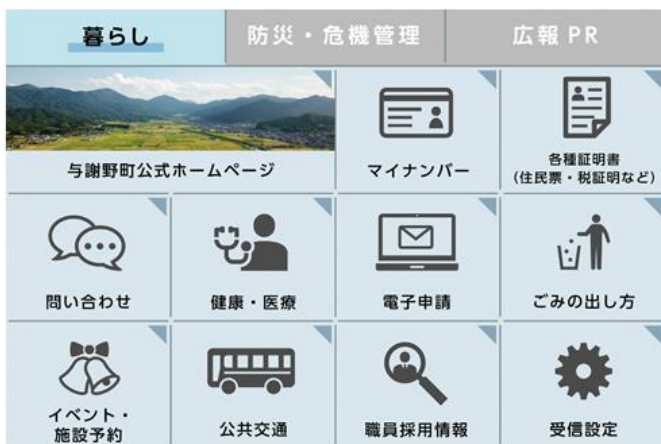 暮らし
防災・危機管理
広報 PR
与謝野町公式ホームページ
マイナンバー
各種証明書
（住民票・税証明など）
問い合わせ
健康・医療
電子申請
ごみの出し方
イベント・
施設予約
公共交通
職員採用情報
受信設定